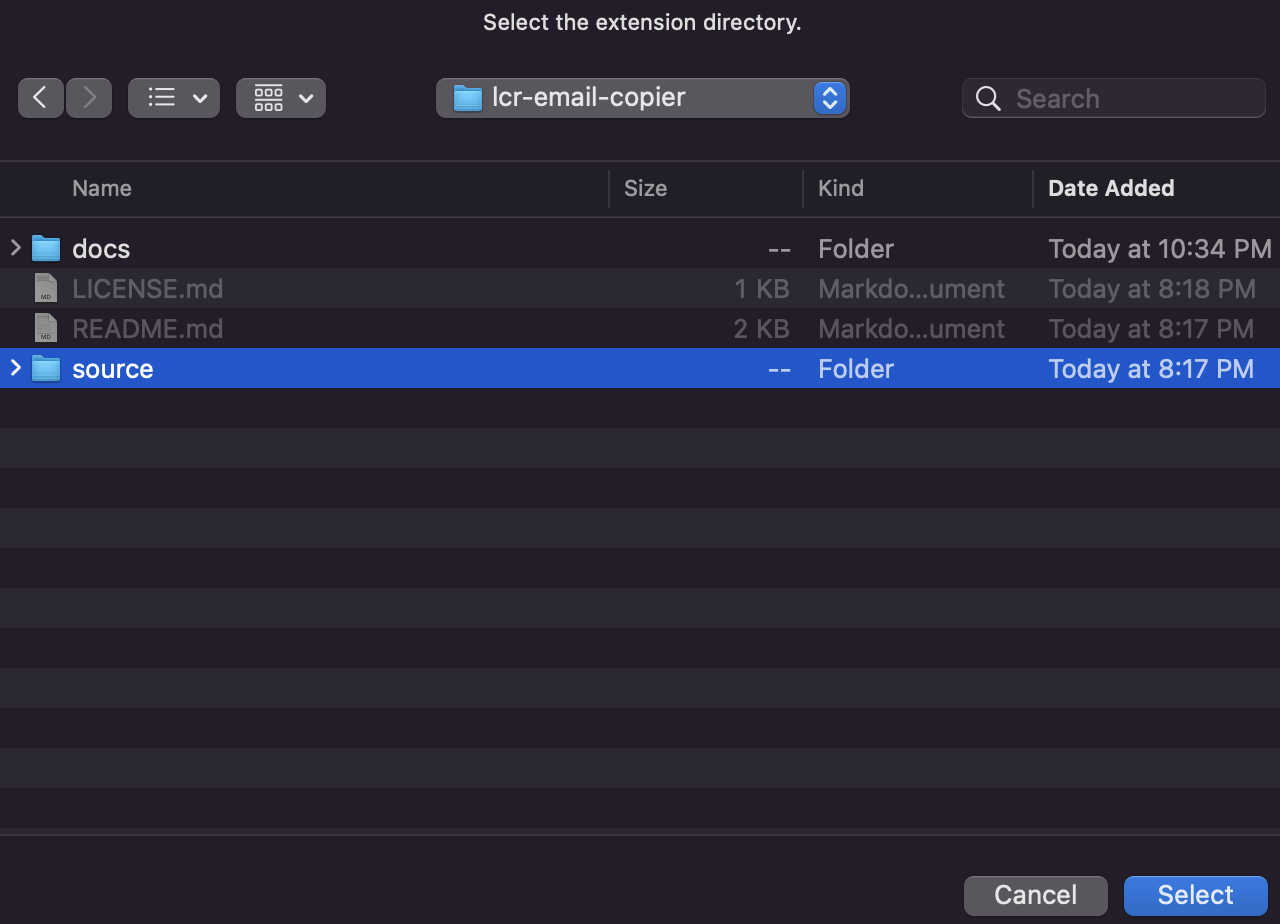 Select the extension directory.
lcr-email-copier
Search
Name Size Kind Date Added
docs -- Folder Today at 10:34 PM
MD LICENSE.md 1 KB Markdo...ument Today at 8:18 PM
MD README.md 2 KB Markdo...ument Today at 8:17 PM
source -- Folder Today at 8:17 PM
Cancel Select